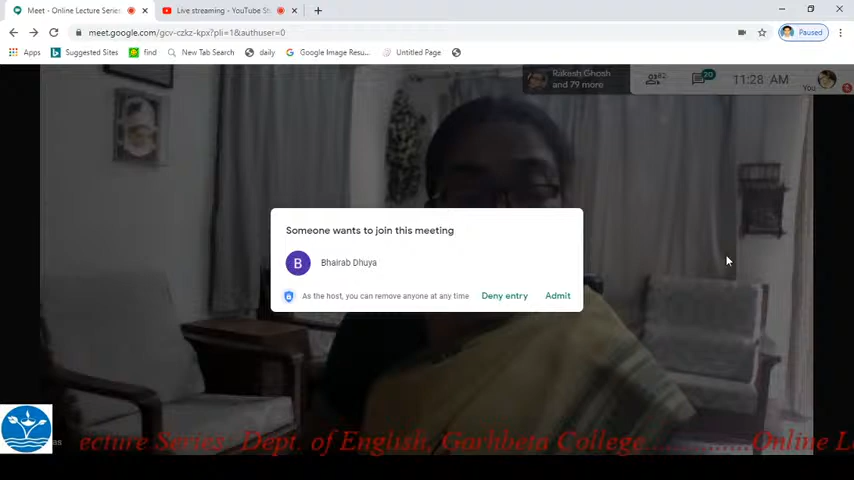 Meet - Online Lecture Series
Live streaming - YouTube S
meet.google.com/gcv-czkz-kpx?pli=1&authuser=0
Paused
Apps
Suggested Sites
find
New Tab Search
daily
Google Image Resu...
Untitled Page
Rakesh Ghosh
and 79 more
82
20
11:28 AM
You
Someone wants to join this meeting
B
Bhairab Dhuya
As the host, you can remove anyone at any time
Deny entry
Admit
ecture Series Dept. of English, Garhbeta College..............Online L